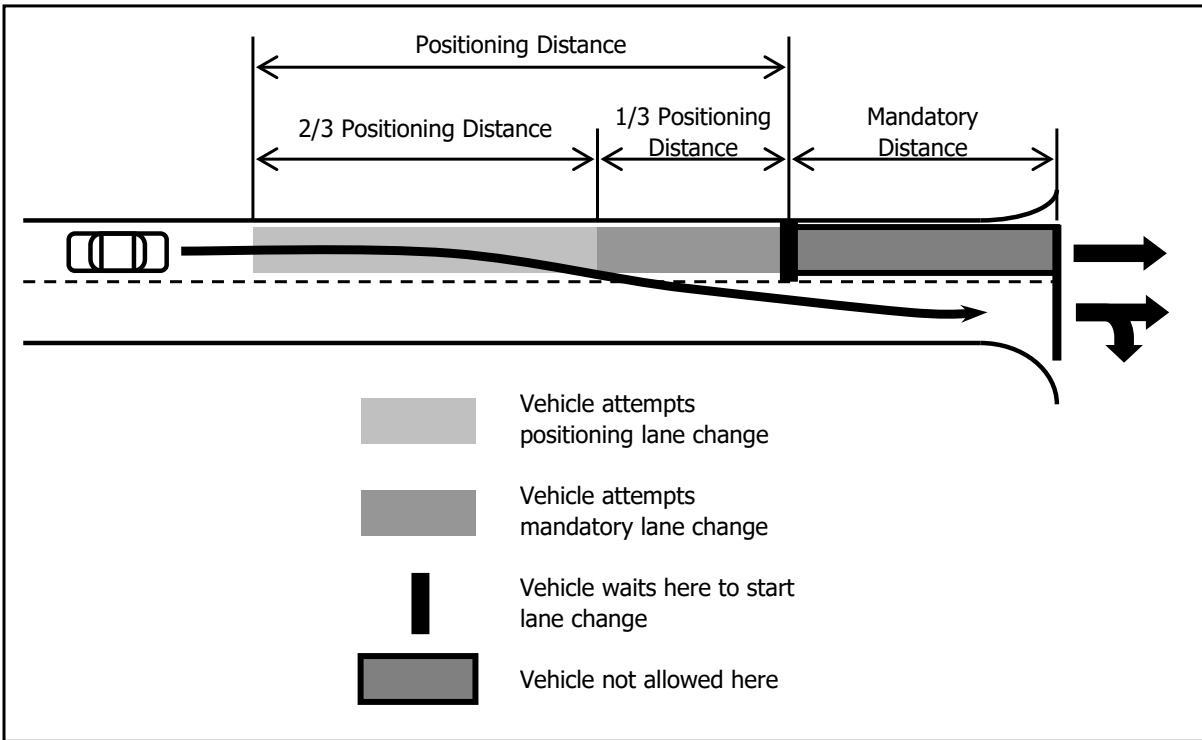 Positioning Distance
2/3 Positioning Distance
1/3 Positioning
Distance
Mandatory
Distance
Vehicle attempts
positioning lane change
Vehicle attempts
mandatory lane change
Vehicle waits here to start
lane change
Vehicle not allowed here